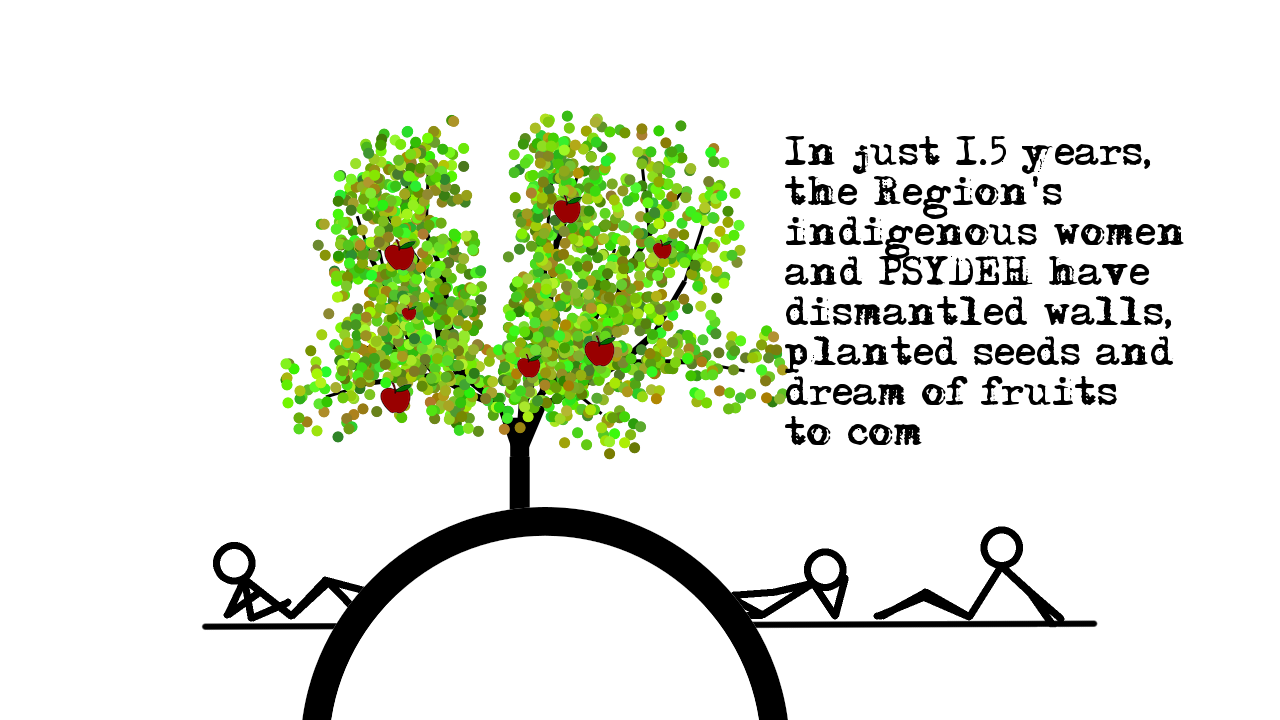 In just 1.5 years,
the Region's
indigenous women
and PSYDEH have
dismantled walls,
planted seeds and
dream of fruits
to com